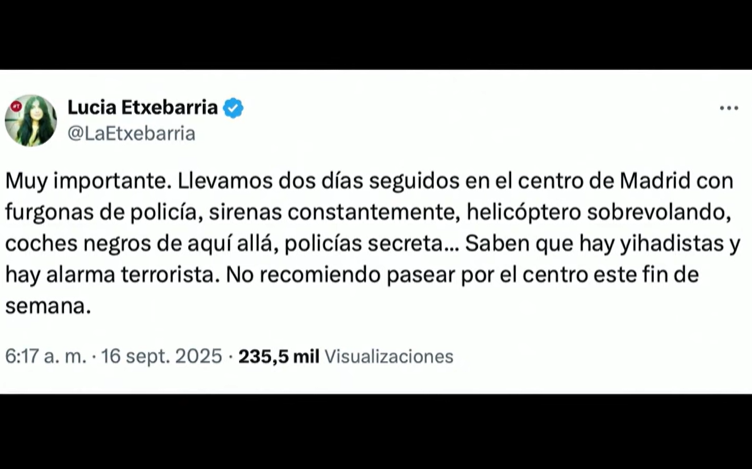 Lucia Etxebarria
@LaEtxebarria
Muy importante. Llevamos dos días seguidos en el centro de Madrid con
furgonas de policía, sirenas constantemente, helicóptero sobrevolando,
coches negros de aquí allá, policías secreta... Saben que hay yihadistas y
hay alarma terrorista. No recomiendo pasear por el centro este fin de
semana.
6:17 a. m. · 16 sept. 2025 · 235,5 mil Visualizaciones